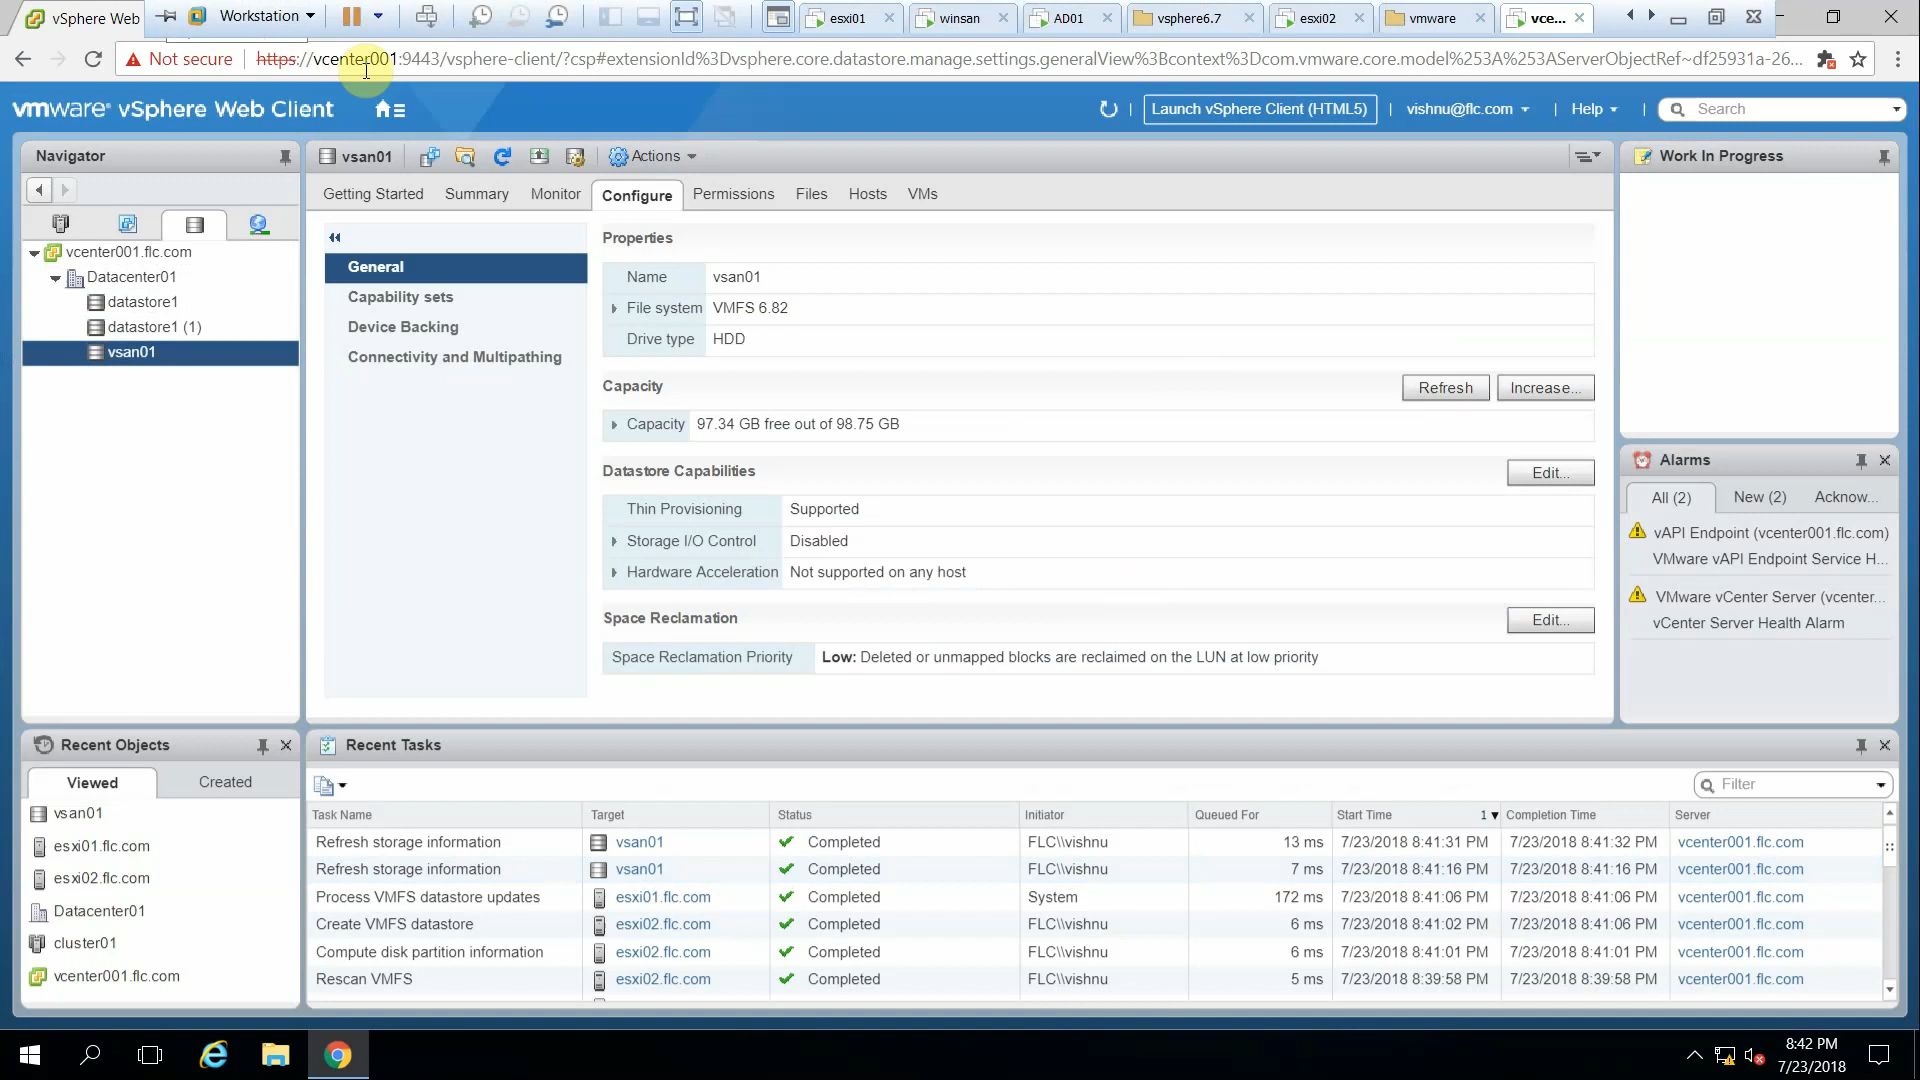 vSphere Web
Workstation
esxi01
winsan
AD01
vsphere6.7
esxi02
vmware
vce...
Not secure
https://vcenter001:9443/vsphere-client/?csp#extensionId%3Dvsphere.core.datastore.manage.settings.generalView%3Bcontext%3Dcom.vmware.core.model%253A%253AServerObjectRef~df25931a-26...
vmware® vSphere Web Client
Launch vSphere Client (HTML5)
vishnu@flc.com
Help
Search
Navigator
vsan01
Actions
Work In Progress
Getting Started
Summary
Monitor
Configure
Permissions
Files
Hosts
VMs
vcenter001.flc.com
Datacenter01
datastore1
datastore1 (1)
vsan01
General
Capability sets
Device Backing
Connectivity and Multipathing
Properties
Name vsan01
File system VMFS 6.82
Drive type HDD
Capacity
Refresh
Increase...
Capacity 97.34 GB free out of 98.75 GB
Datastore Capabilities
Edit...
Thin Provisioning Supported
Storage I/O Control Disabled
Hardware Acceleration Not supported on any host
Space Reclamation
Edit...
Space Reclamation Priority Low: Deleted or unmapped blocks are reclaimed on the LUN at low priority
Alarms
All (2)
New (2)
Acknow...
vAPI Endpoint (vcenter001.flc.com)
VMware vAPI Endpoint Service H...
VMware vCenter Server (vcenter...
vCenter Server Health Alarm
Recent Objects
Viewed
Created
vsan01
esxi01.flc.com
esxi02.flc.com
Datacenter01
cluster01
vcenter001.flc.com
Recent Tasks
Filter
Task Name Target Status Initiator Queued For Start Time 1 Completion Time Server
Refresh storage information vsan01 Completed FLC\\vishnu 13 ms 7/23/2018 8:41:31 PM 7/23/2018 8:41:32 PM vcenter001.flc.com
Refresh storage information vsan01 Completed FLC\\vishnu 7 ms 7/23/2018 8:41:16 PM 7/23/2018 8:41:16 PM vcenter001.flc.com
Process VMFS datastore updates esxi01.flc.com Completed System 172 ms 7/23/2018 8:41:06 PM 7/23/2018 8:41:06 PM vcenter001.flc.com
Create VMFS datastore esxi02.flc.com Completed FLC\\vishnu 6 ms 7/23/2018 8:41:02 PM 7/23/2018 8:41:06 PM vcenter001.flc.com
Compute disk partition information esxi02.flc.com Completed FLC\\vishnu 6 ms 7/23/2018 8:41:01 PM 7/23/2018 8:41:01 PM vcenter001.flc.com
Rescan VMFS esxi02.flc.com Completed FLC\\vishnu 5 ms 7/23/2018 8:39:58 PM 7/23/2018 8:39:58 PM vcenter001.flc.com
8:42 PM
7/23/2018